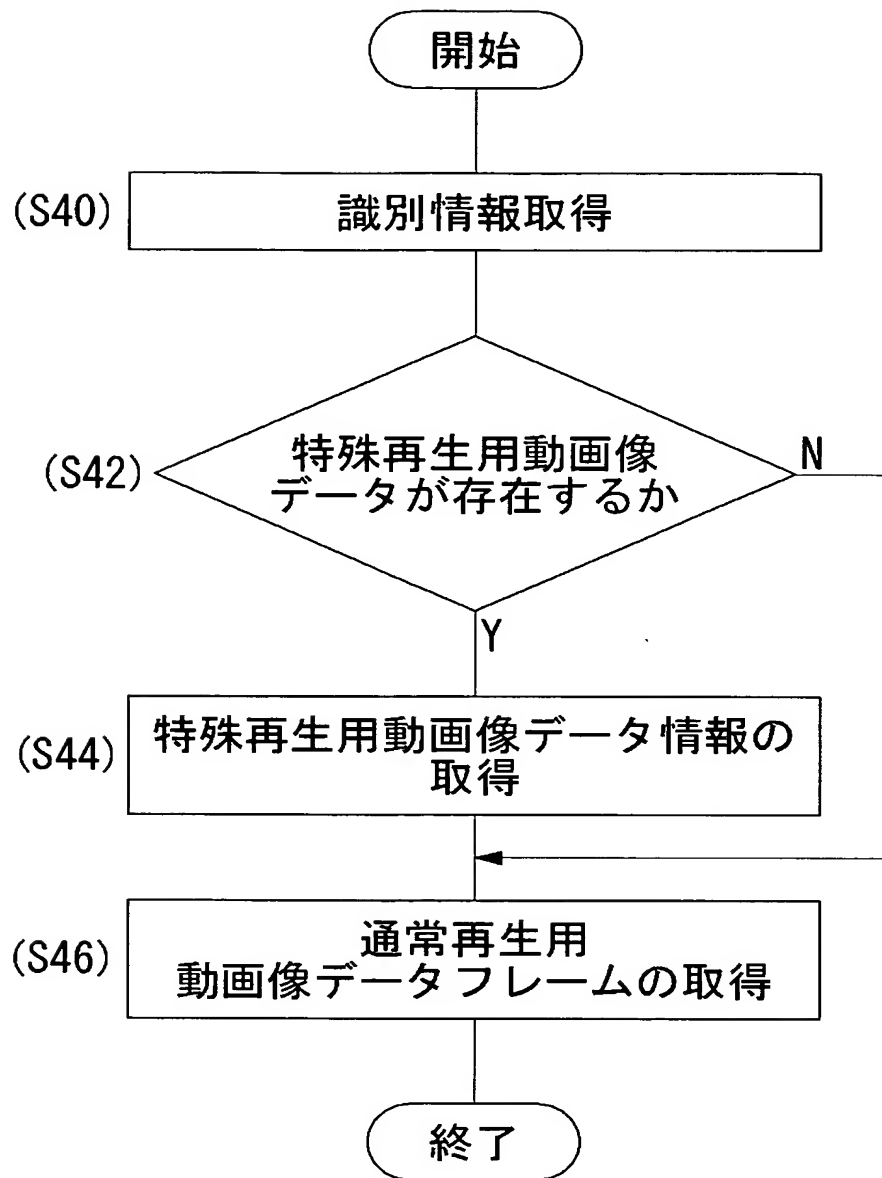 開始
(S40)
識別情報取得
(S42)
特殊再生用動画像
データが存在するか
N
Y
(S44)
特殊再生用動画像データ情報の
取得
(S46)
通常再生用
動画像データフレームの取得
終了